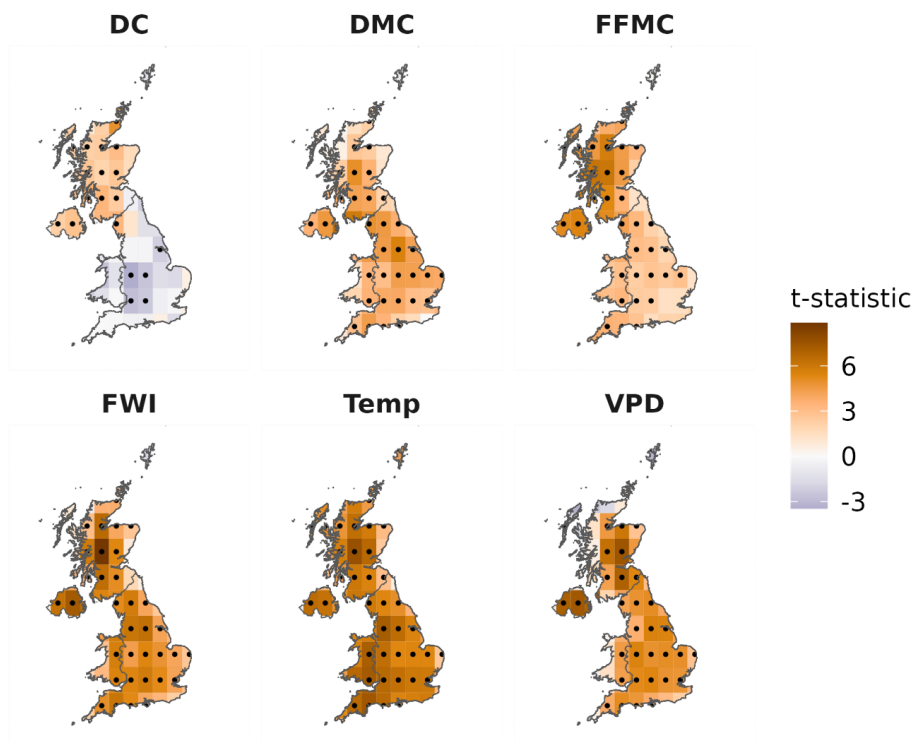 DC
DMC
FFMC
t-statistic
6
3
0
-3
FWI
Temp
VPD